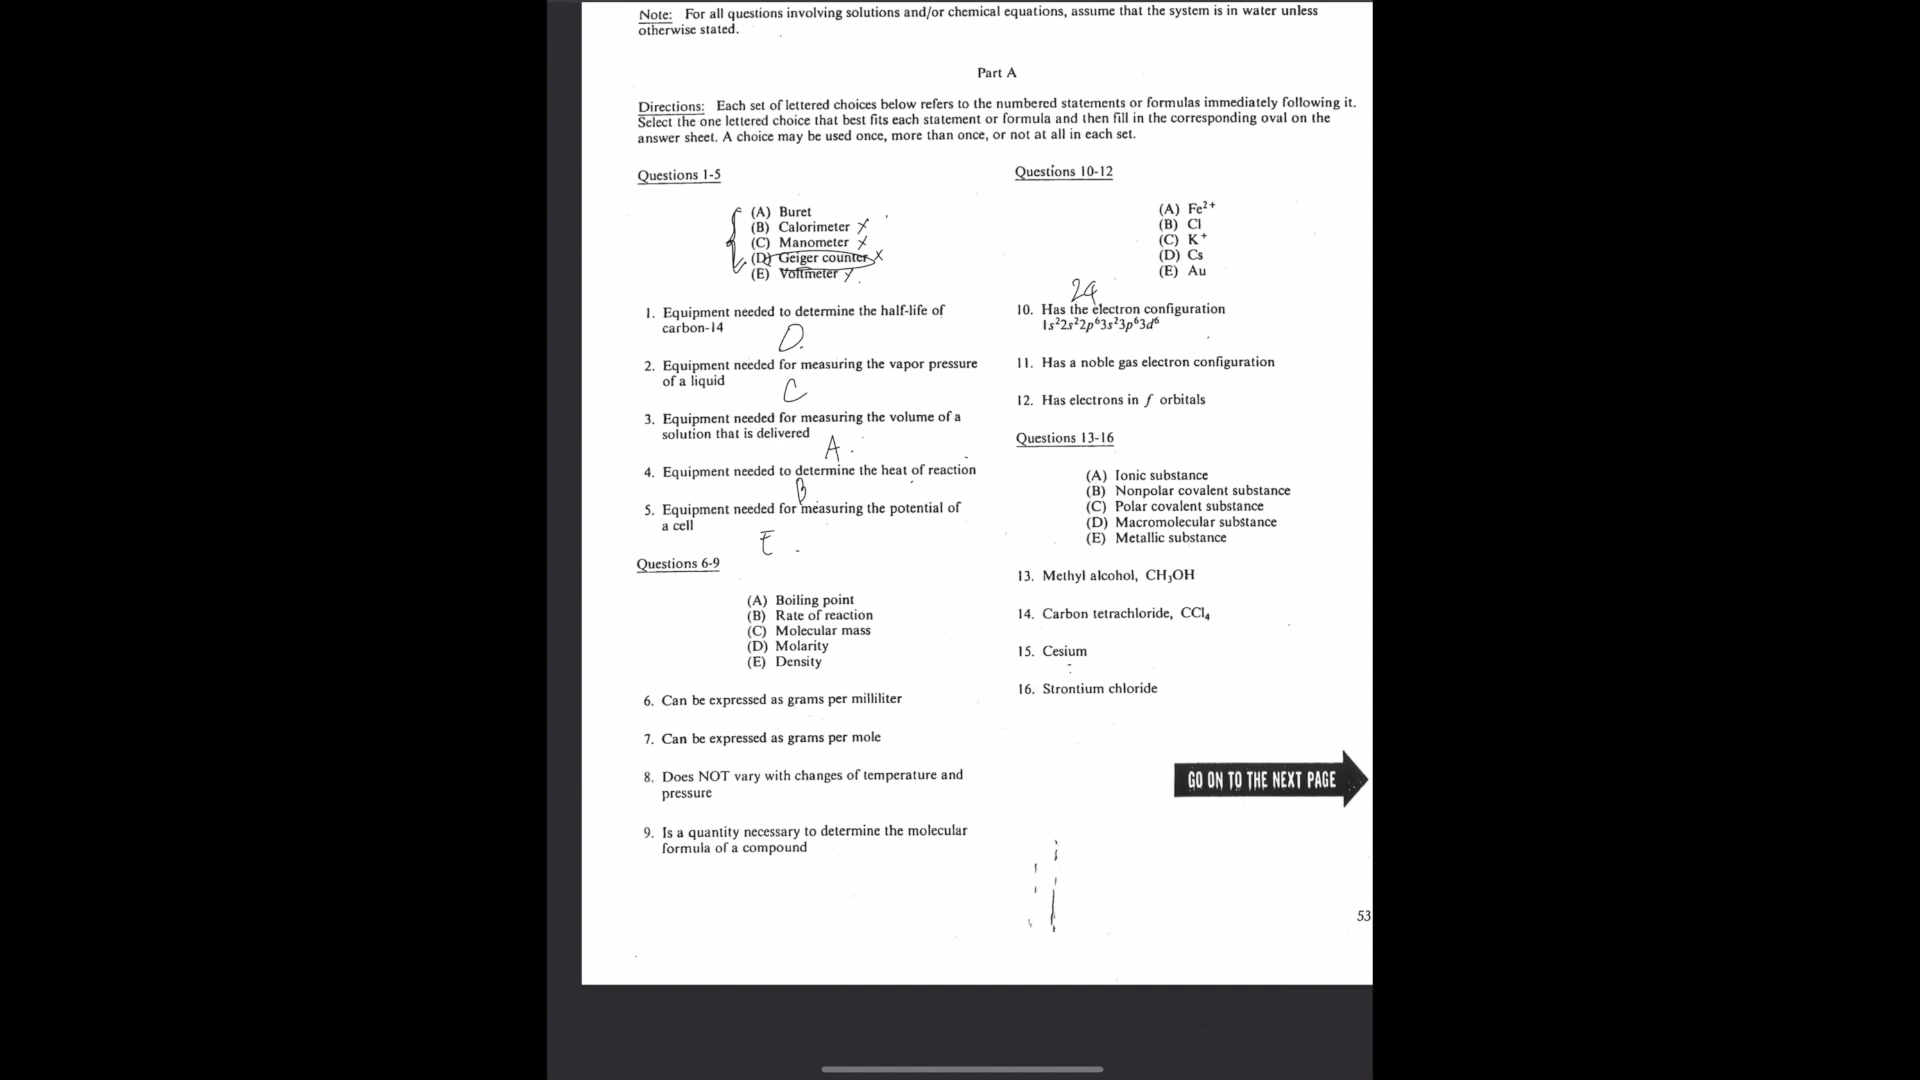 Note: For all questions involving solutions and/or chemical equations, assume that the system is in water unless
otherwise stated.
Part A
Directions: Each set of lettered choices below refers to the numbered statements or formulas immediately following it.
Select the one lettered choice that best fits each statement or formula and then fill in the corresponding oval on the
answer sheet. A choice may be used once, more than once, or not at all in each set.
Questions 1-5
(A) Buret
(B) Calorimeter x
(C) Manometer x
(D) Geiger counter x
(E) Voltmeter
1. Equipment needed to determine the half-life of
carbon-14
D.
2. Equipment needed for measuring the vapor pressure
of a liquid
C
3. Equipment needed for measuring the volume of a
solution that is delivered
A.
4. Equipment needed to determine the heat of reaction
B
5. Equipment needed for measuring the potential of
a cell
E.
Questions 6-9
(A) Boiling point
(B) Rate of reaction
(C) Molecular mass
(D) Molarity
(E) Density
6. Can be expressed as grams per milliliter
7. Can be expressed as grams per mole
8. Does NOT vary with changes of temperature and
pressure
9. Is a quantity necessary to determine the molecular
formula of a compound
Questions 10-12
(A) Fe²⁺
(B) Cl
(C) K⁺
(D) Cs
(E) Au
24
10. Has the electron configuration
1s²2s²2p⁶3s²3p⁶3d⁶
11. Has a noble gas electron configuration
12. Has electrons in f orbitals
Questions 13-16
(A) Ionic substance
(B) Nonpolar covalent substance
(C) Polar covalent substance
(D) Macromolecular substance
(E) Metallic substance
13. Methyl alcohol, CH₃OH
14. Carbon tetrachloride, CCl₄
15. Cesium
16. Strontium chloride
GO ON TO THE NEXT PAGE
53